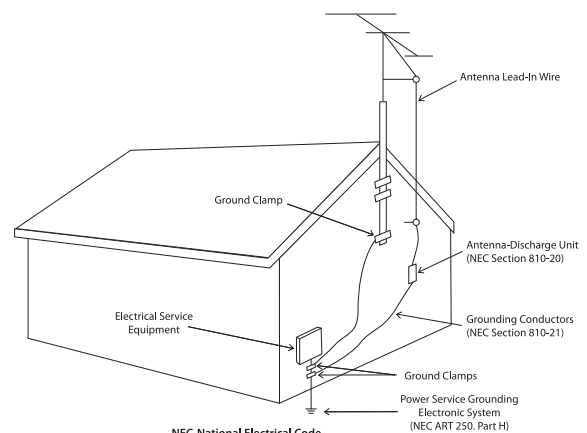 Antenna Lead-In Wire
Ground Clamp
Antenna-Discharge Unit
(NEC Section 810-20)
Electrical Service
Equipment
Grounding Conductors
(NEC Section 810-21)
Ground Clamps
Power Service Grounding
Electronic System
(NEC ART 250. Part H)
NEC-National Electrical Code